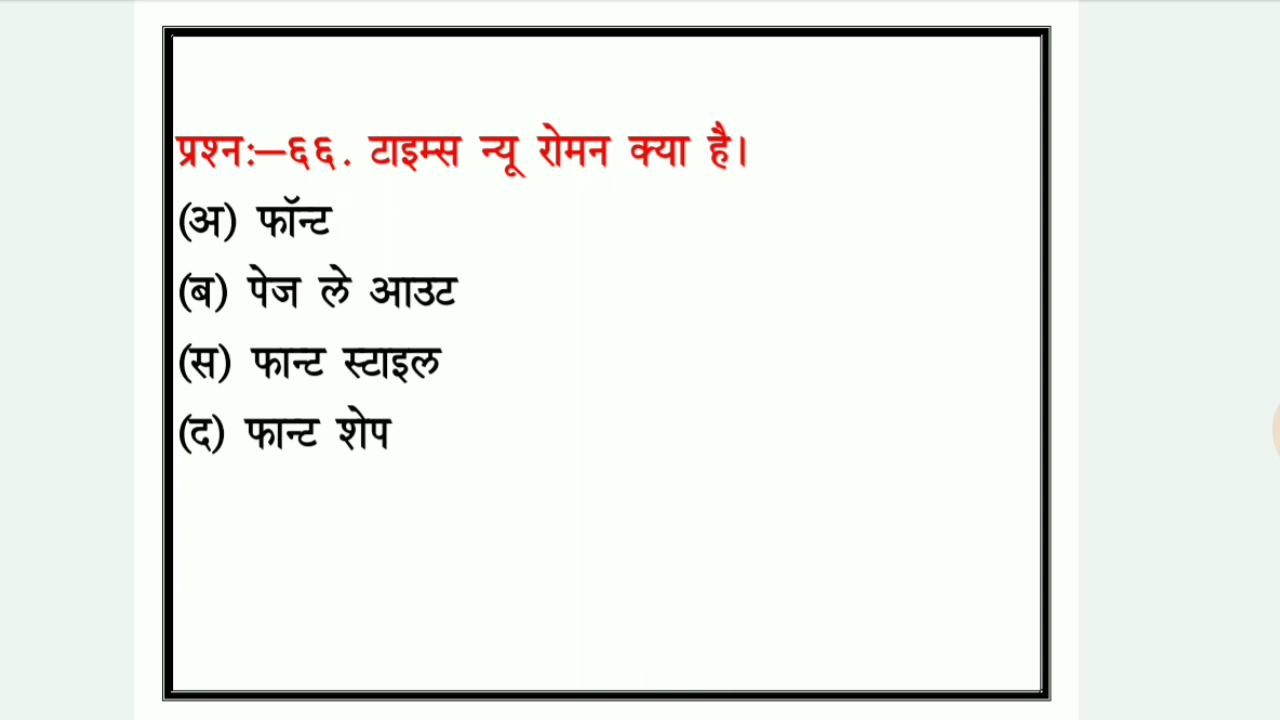 प्रश्नः–६६. टाइम्स न्यू रोमन क्या है।
(अ) फॉन्ट
(ब) पेज ले आउट
(स) फान्ट स्टाइल
(द) फान्ट शेप